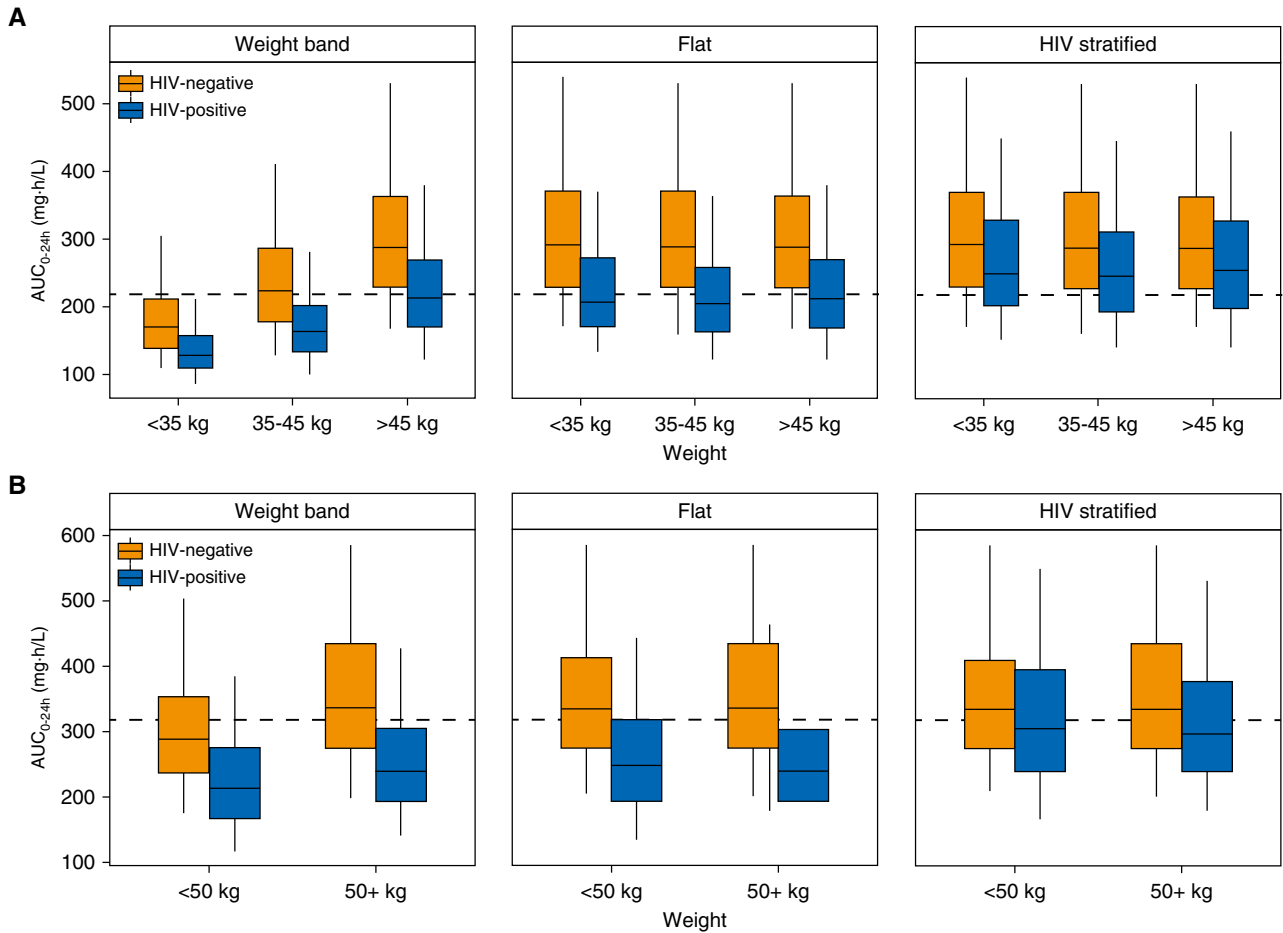 A
Weight band
Flat
HIV stratified
HIV-negative
HIV-positive
AUC0-24h (mg·h/L)
500
400
300
200
100
<35 kg
35-45 kg
>45 kg
<35 kg
35-45 kg
>45 kg
<35 kg
35-45 kg
>45 kg
Weight
B
Weight band
Flat
HIV stratified
HIV-negative
HIV-positive
AUC0-24h (mg·h/L)
600
500
400
300
200
100
<50 kg
50+ kg
<50 kg
50+ kg
<50 kg
50+ kg
Weight